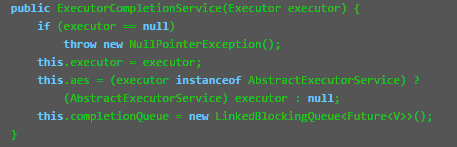 public ExecutorCompletionService(Executor executor) {
    if (executor == null)
        throw new NullPointerException();
    this.executor = executor;
    this.aes = (executor instanceof AbstractExecutorService) ?
        (AbstractExecutorService) executor : null;
    this.completionQueue = new LinkedBlockingQueue<Future<V>>();
}